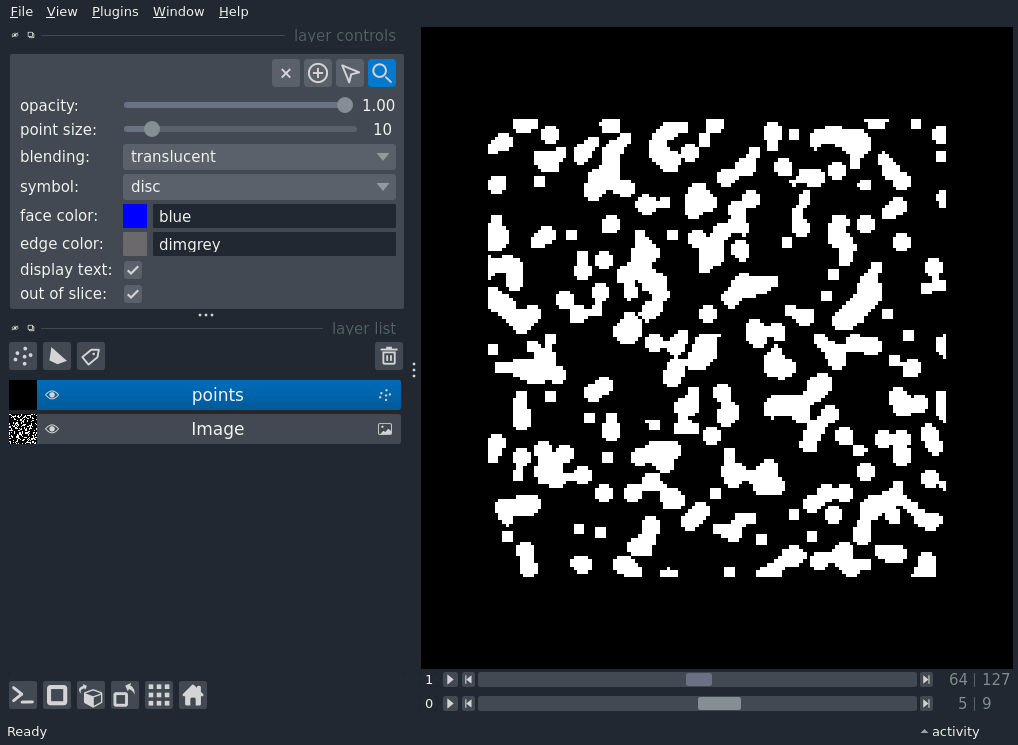 File View Plugins Window Help
layer controls
opacity: 1.00
point size: 10
blending: translucent
symbol: disc
face color: blue
edge color: dimgrey
display text:
out of slice:
layer list
points
Image
1 64 | 127
0 5 | 9
Ready activity